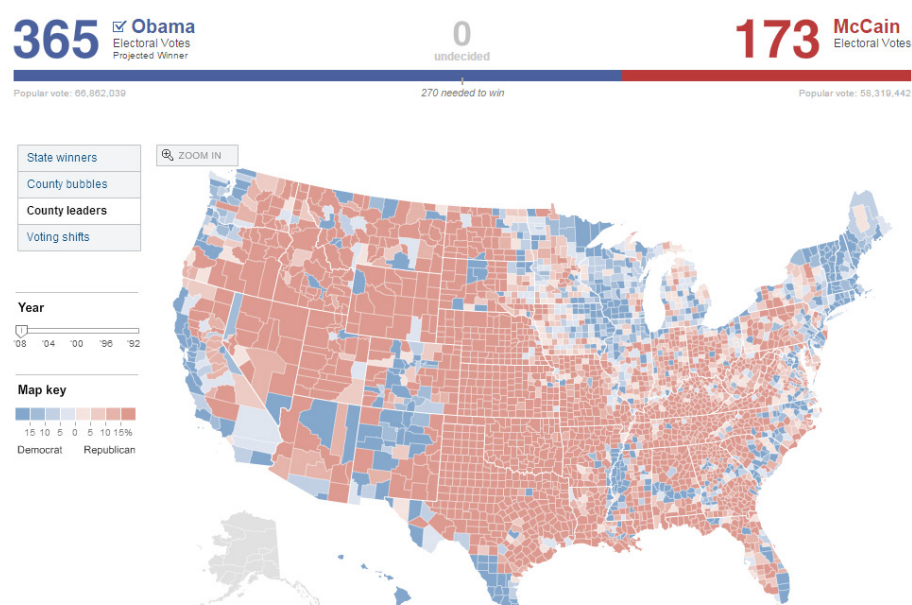 365
Obama
Electoral Votes
Projected Winner
0
undecided
173
McCain
Electoral Votes
Popular vote: 66,862,039
270 needed to win
Popular vote: 58,319,442
State winners
County bubbles
County leaders
Voting shifts
ZOOM IN
Year
'08 '04 '00 '96 '92
Map key
15 10 5 0 5 10 15%
Democrat Republican